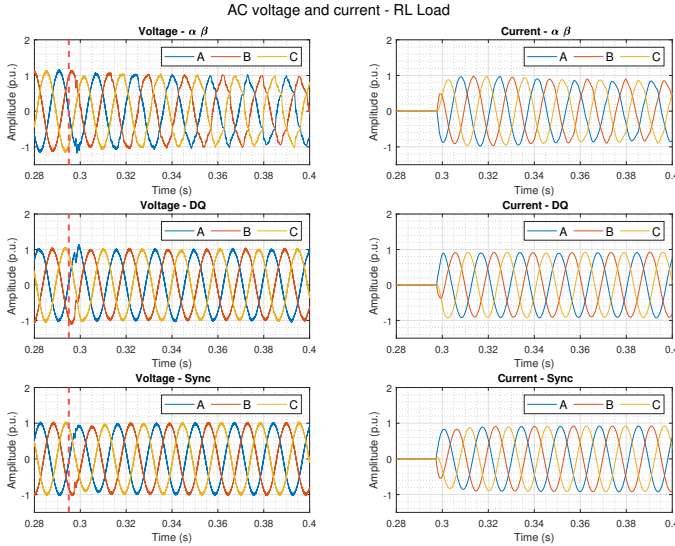 AC voltage and current - RL Load
Voltage - α β
A B C
Amplitude (p.u.)
2
1
0
-1
0.28 0.3 0.32 0.34 0.36 0.38 0.4
Time (s)
Current - α β
A B C
Amplitude (p.u.)
2
1
0
-1
0.28 0.3 0.32 0.34 0.36 0.38 0.4
Time (s)
Voltage - DQ
A B C
Amplitude (p.u.)
2
1
0
-1
0.28 0.3 0.32 0.34 0.36 0.38 0.4
Time (s)
Current - DQ
A B C
Amplitude (p.u.)
2
1
0
-1
0.28 0.3 0.32 0.34 0.36 0.38 0.4
Time (s)
Voltage - Sync
A B C
Amplitude (p.u.)
2
1
0
-1
0.28 0.3 0.32 0.34 0.36 0.38 0.4
Time (s)
Current - Sync
A B C
Amplitude (p.u.)
2
1
0
-1
0.28 0.3 0.32 0.34 0.36 0.38 0.4
Time (s)